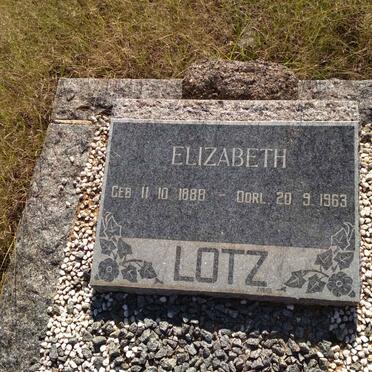 ELIZABETH
GEB 11. 10. 1888 - OORL. 20. 9. 1963
LOTZ